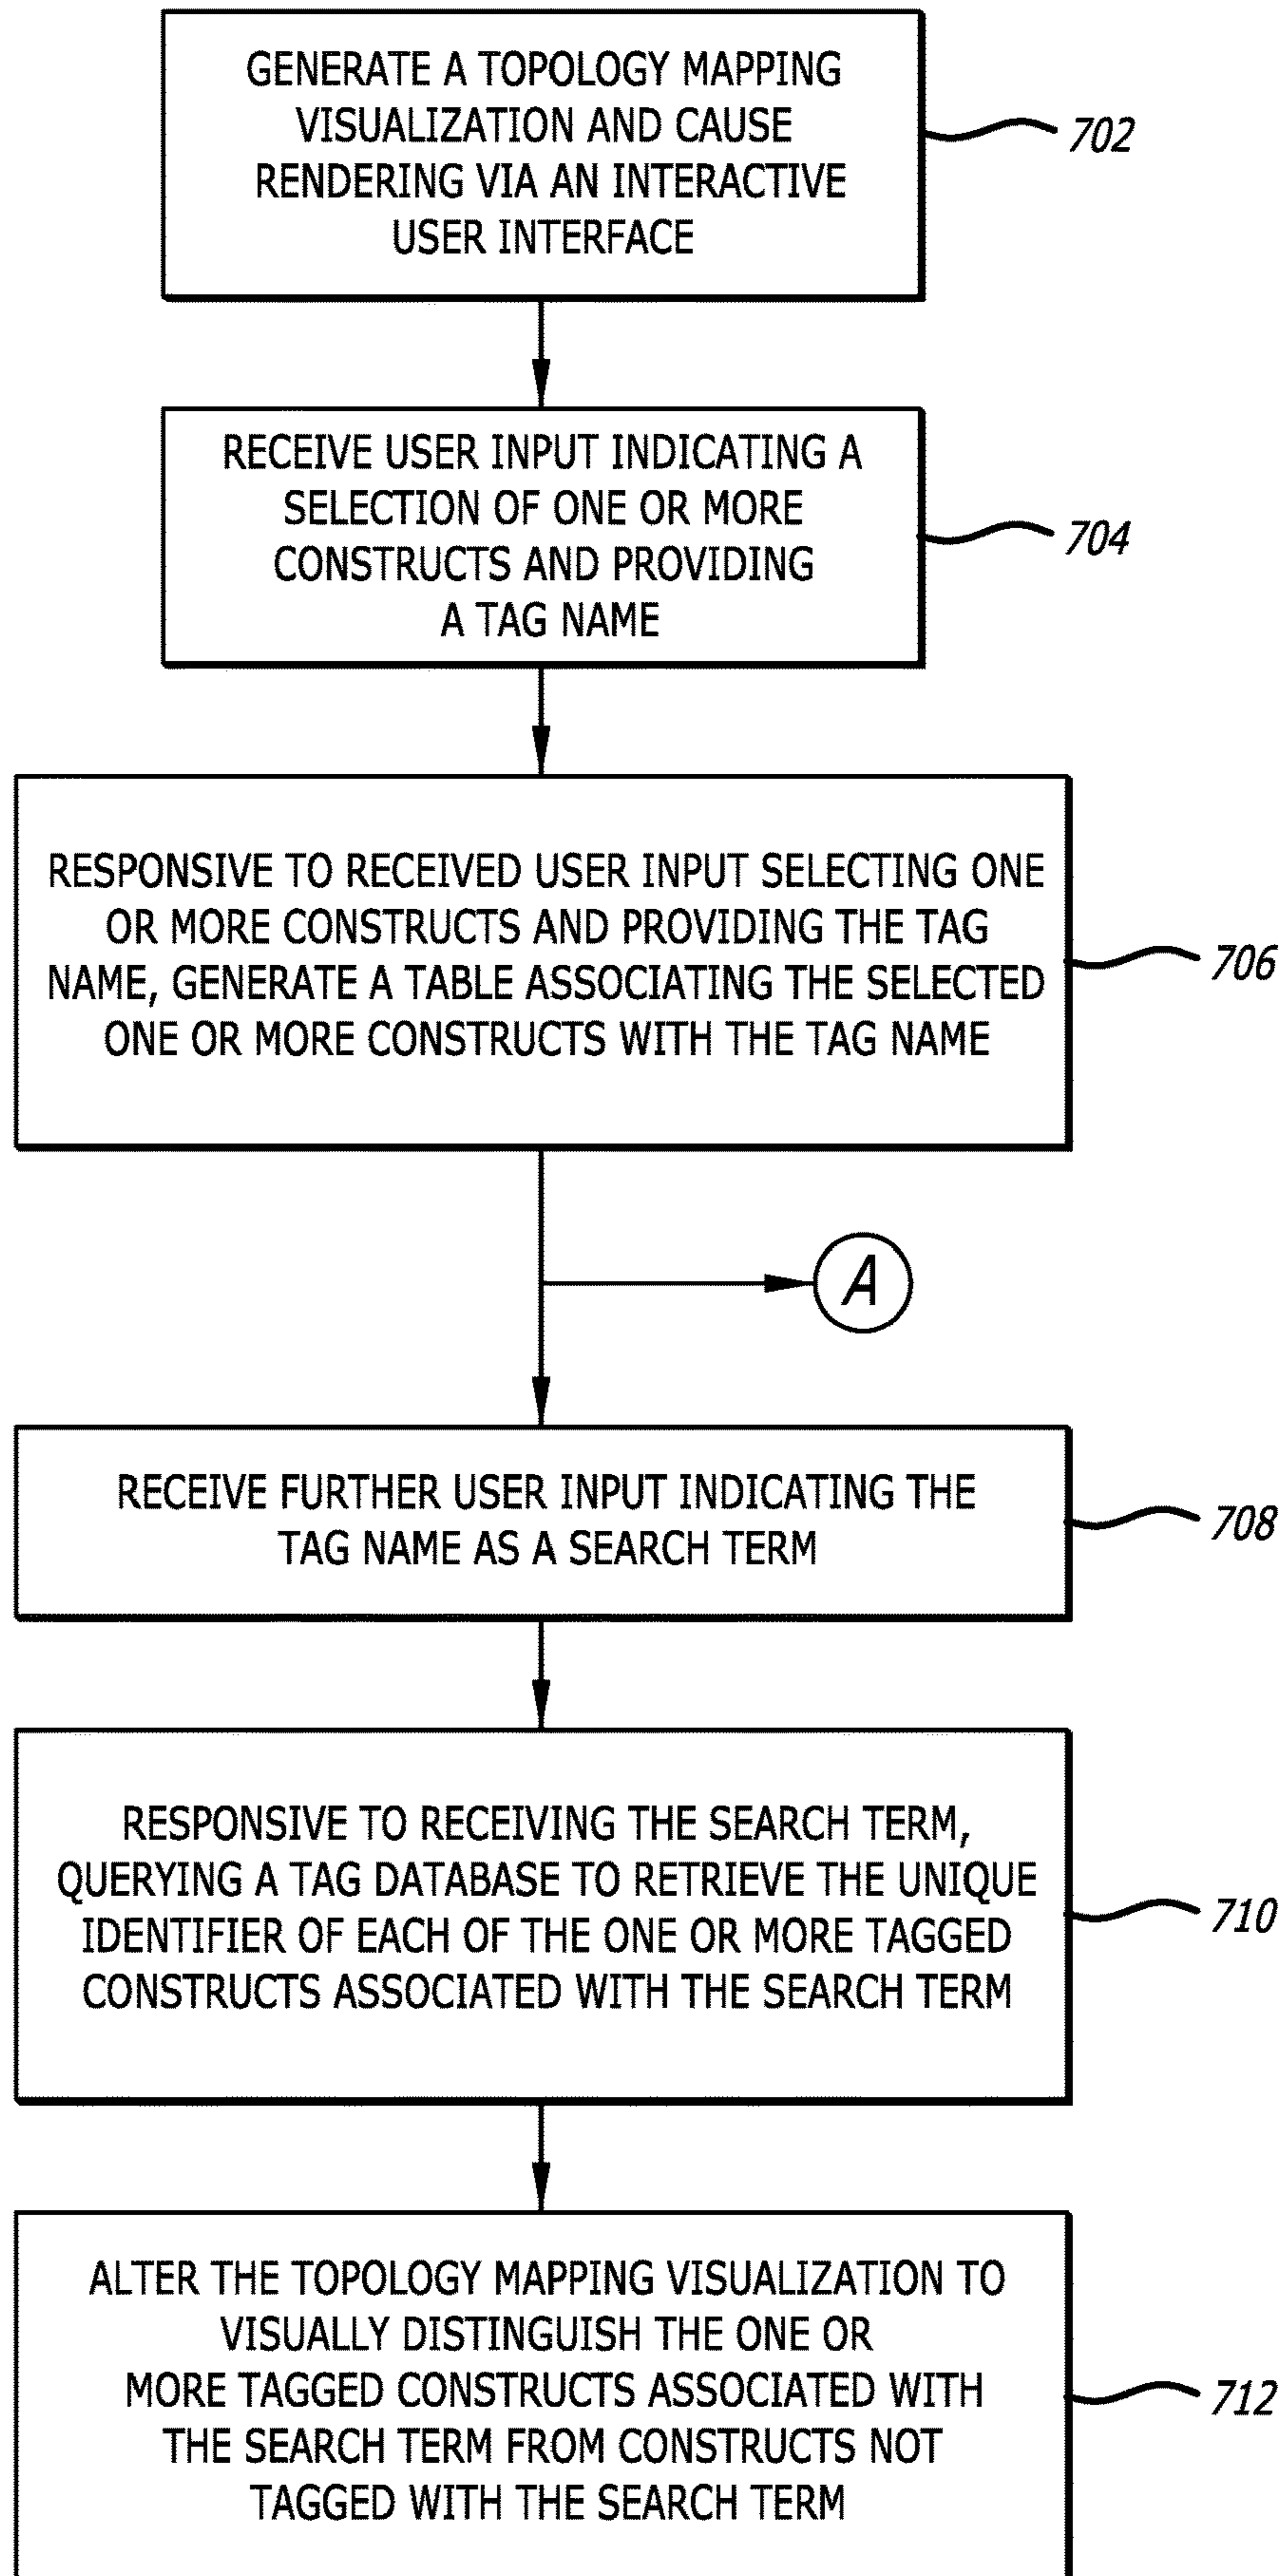 GENERATE A TOPOLOGY MAPPING
VISUALIZATION AND CAUSE
RENDERING VIA AN INTERACTIVE
USER INTERFACE
702
RECEIVE USER INPUT INDICATING A
SELECTION OF ONE OR MORE
CONSTRUCTS AND PROVIDING
A TAG NAME
704
RESPONSIVE TO RECEIVED USER INPUT SELECTING ONE
OR MORE CONSTRUCTS AND PROVIDING THE TAG
NAME, GENERATE A TABLE ASSOCIATING THE SELECTED
ONE OR MORE CONSTRUCTS WITH THE TAG NAME
706
A
RECEIVE FURTHER USER INPUT INDICATING THE
TAG NAME AS A SEARCH TERM
708
RESPONSIVE TO RECEIVING THE SEARCH TERM,
QUERYING A TAG DATABASE TO RETRIEVE THE UNIQUE
IDENTIFIER OF EACH OF THE ONE OR MORE TAGGED
CONSTRUCTS ASSOCIATED WITH THE SEARCH TERM
710
ALTER THE TOPOLOGY MAPPING VISUALIZATION TO
VISUALLY DISTINGUISH THE ONE OR
MORE TAGGED CONSTRUCTS ASSOCIATED WITH
THE SEARCH TERM FROM CONSTRUCTS NOT
TAGGED WITH THE SEARCH TERM
712